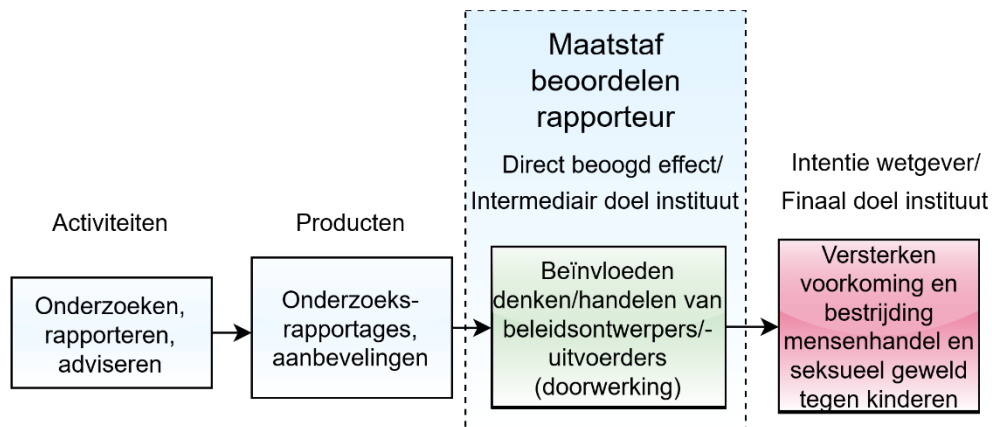 Maatstaf
beoordelen
rapporteur
Activiteiten
Producten
Direct beoogd effect/
Intermediair doel instituut
Intentie wetgever/
Finaal doel instituut
Onderzoeken,
rapporteren,
adviseren
Onderzoeks-
rapportages,
aanbevelingen
Beïnvloeden
denken/handelen van
beleidsontwerpers/-
uitvoerders
(doorwerking)
Versterken
voorkoming en
bestrijding
mensenhandel en
seksueel geweld
tegen kinderen